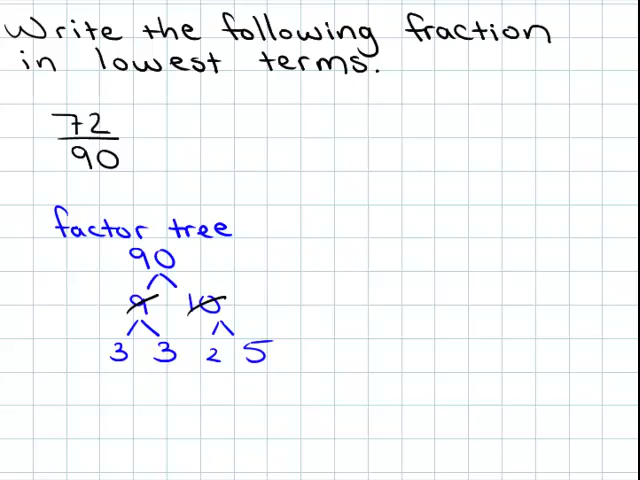 Write the following fraction
in lowest terms.
72
90
factor tree
90
9 10
3 3 2 5